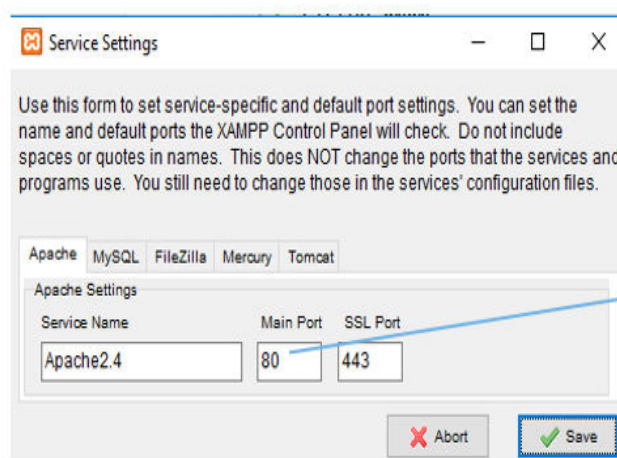 Service Settings
Use this form to set service-specific and default port settings. You can set the
name and default ports the XAMPP Control Panel will check. Do not include
spaces or quotes in names. This does NOT change the ports that the services and
programs use. You still need to change those in the services' configuration files.
Apache MySQL FileZilla Mercury Tomcat
Apache Settings
Service Name Main Port SSL Port
Apache2.4 80 443
Abort Save